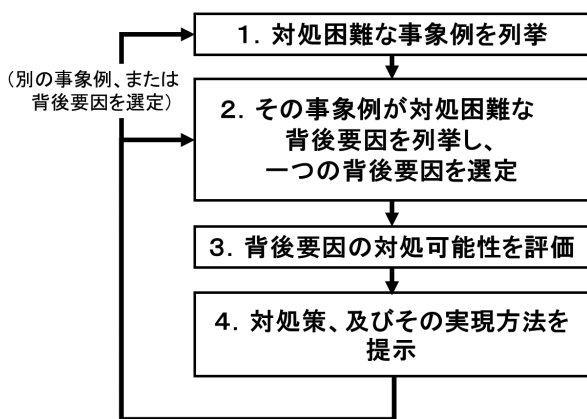 1．対処困難な事象例を列挙
（別の事象例、または
背後要因を選定）
2．その事象例が対処困難な
背後要因を列挙し、
一つの背後要因を選定
3．背後要因の対処可能性を評価
4．対処策、及びその実現方法を
提示